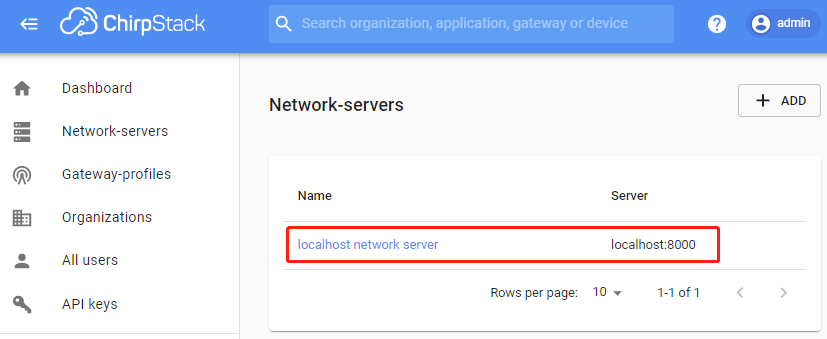 ChirpStack
Search organization, application, gateway or device
? admin
Dashboard
Network-servers
Gateway-profiles
Organizations
All users
API keys
Network-servers
+ ADD
Name Server
localhost network server localhost:8000
Rows per page: 10 1-1 of 1